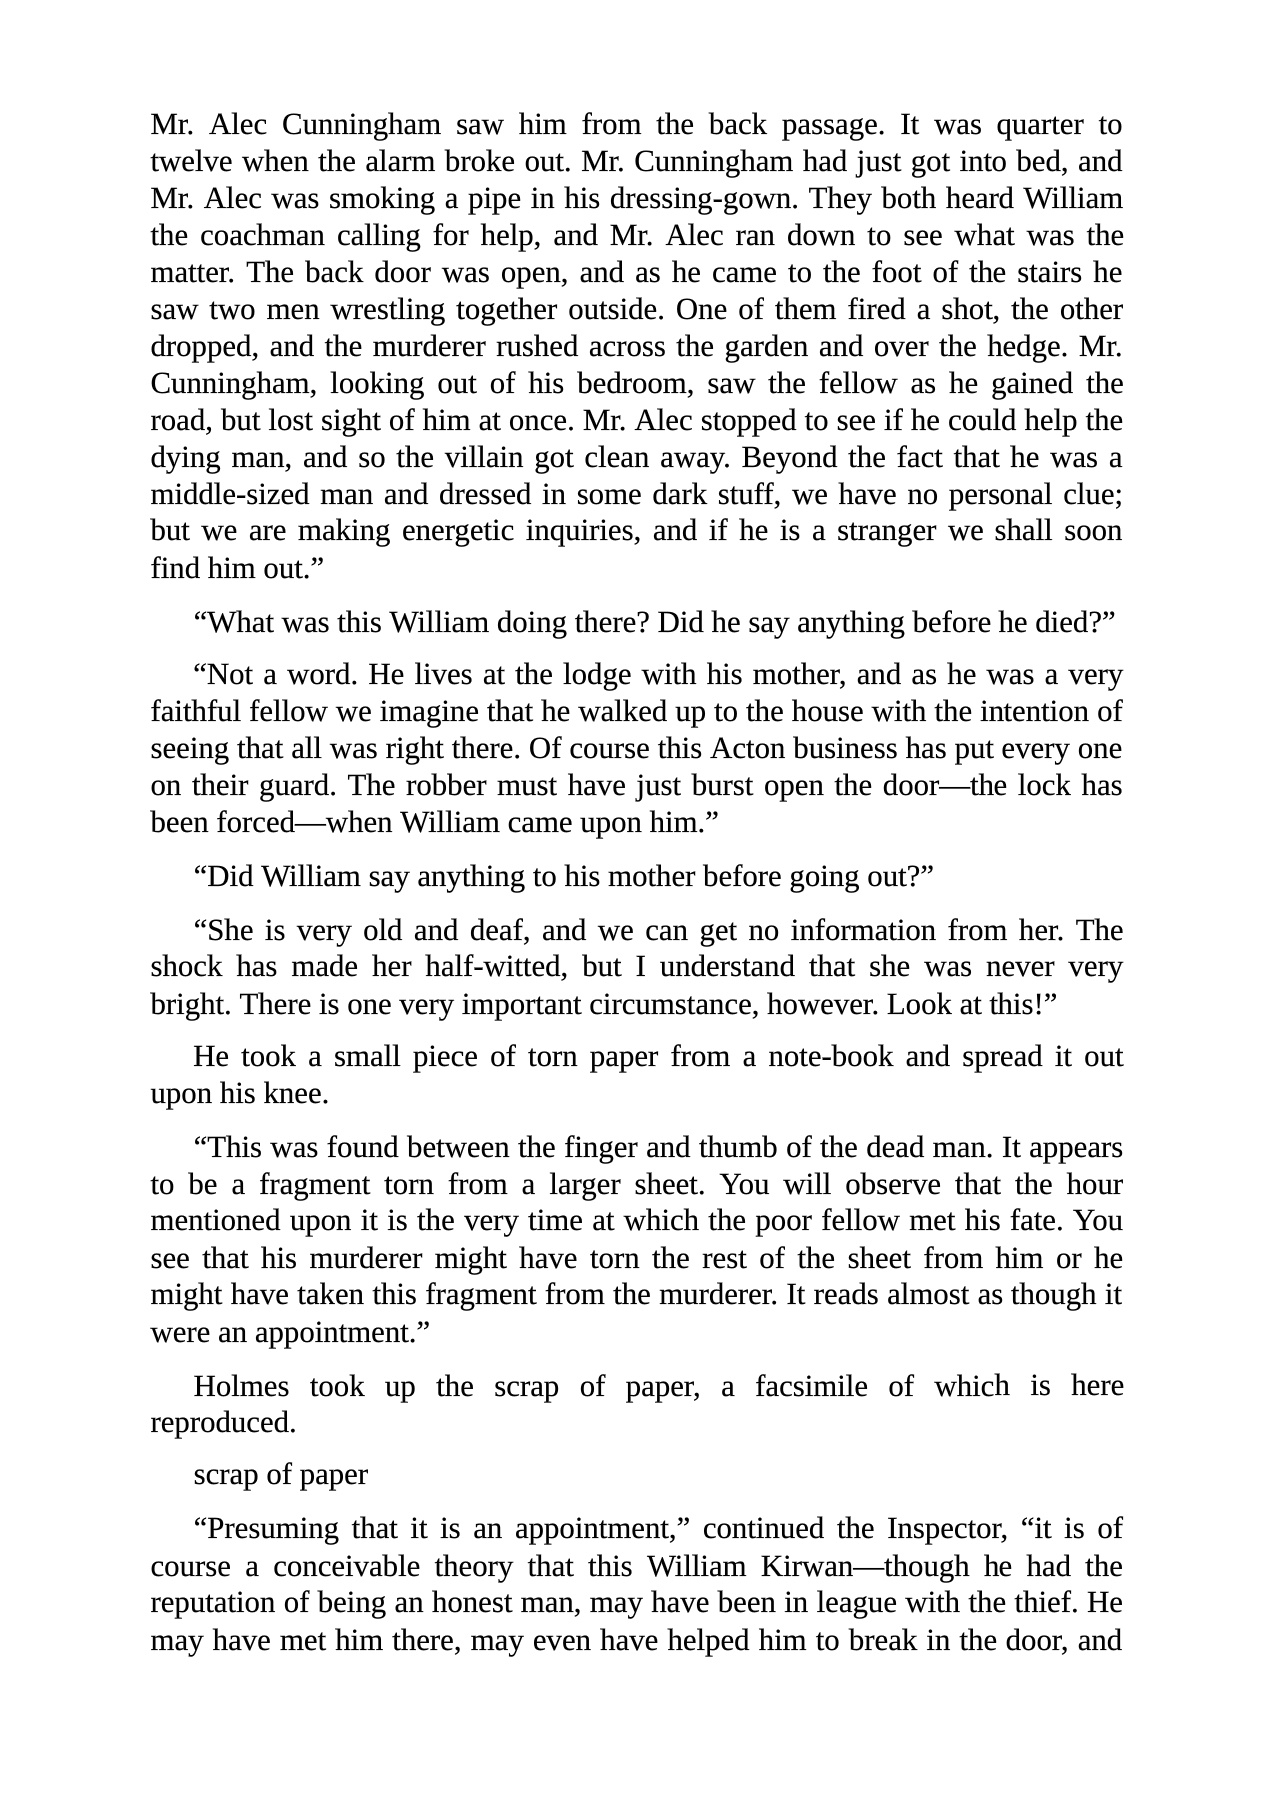 Mr. Alec Cunningham saw him from the back passage. It was quarter to
twelve when the alarm broke out. Mr. Cunningham had just got into bed, and
Mr. Alec was smoking a pipe in his dressing-gown. They both heard William
the coachman calling for help, and Mr. Alec ran down to see what was the
matter. The back door was open, and as he came to the foot of the stairs he
saw two men wrestling together outside. One of them fired a shot, the other
dropped, and the murderer rushed across the garden and over the hedge. Mr.
Cunningham, looking out of his bedroom, saw the fellow as he gained the
road, but lost sight of him at once. Mr. Alec stopped to see if he could help the
dying man, and so the villain got clean away. Beyond the fact that he was a
middle-sized man and dressed in some dark stuff, we have no personal clue;
but we are making energetic inquiries, and if he is a stranger we shall soon
find him out.”
“What was this William doing there? Did he say anything before he died?”
“Not a word. He lives at the lodge with his mother, and as he was a very
faithful fellow we imagine that he walked up to the house with the intention of
seeing that all was right there. Of course this Acton business has put every one
on their guard. The robber must have just burst open the door—the lock has
been forced—when William came upon him.”
“Did William say anything to his mother before going out?”
“She is very old and deaf, and we can get no information from her. The
shock has made her half-witted, but I understand that she was never very
bright. There is one very important circumstance, however. Look at this!”
He took a small piece of torn paper from a note-book and spread it out
upon his knee.
“This was found between the finger and thumb of the dead man. It appears
to be a fragment torn from a larger sheet. You will observe that the hour
mentioned upon it is the very time at which the poor fellow met his fate. You
see that his murderer might have torn the rest of the sheet from him or he
might have taken this fragment from the murderer. It reads almost as though it
were an appointment.”
Holmes took up the scrap of paper, a facsimile of which is here
reproduced.
scrap of paper
“Presuming that it is an appointment,” continued the Inspector, “it is of
course a conceivable theory that this William Kirwan—though he had the
reputation of being an honest man, may have been in league with the thief. He
may have met him there, may even have helped him to break in the door, and